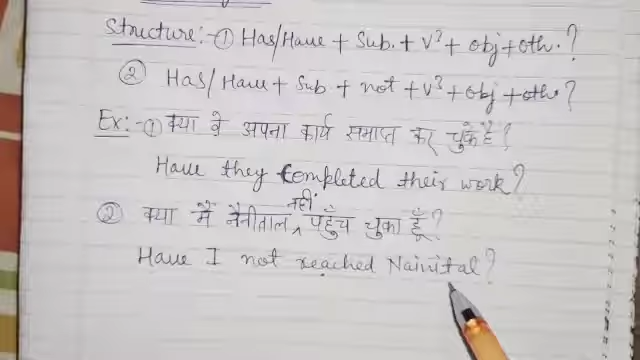 Structure:- ① Has/Have + Sub. + V³ + obj + oth. ?
② Has/Have + Sub + not + V³ + obj + oth ?
Ex:- ① क्या वे अपना कार्य समाप्त कर चुके हैं ?
Have they completed their work ?
② क्या मैं नैनीताल नहीं पहुँच चुका हूँ ?
Have I not reached Nainital ?